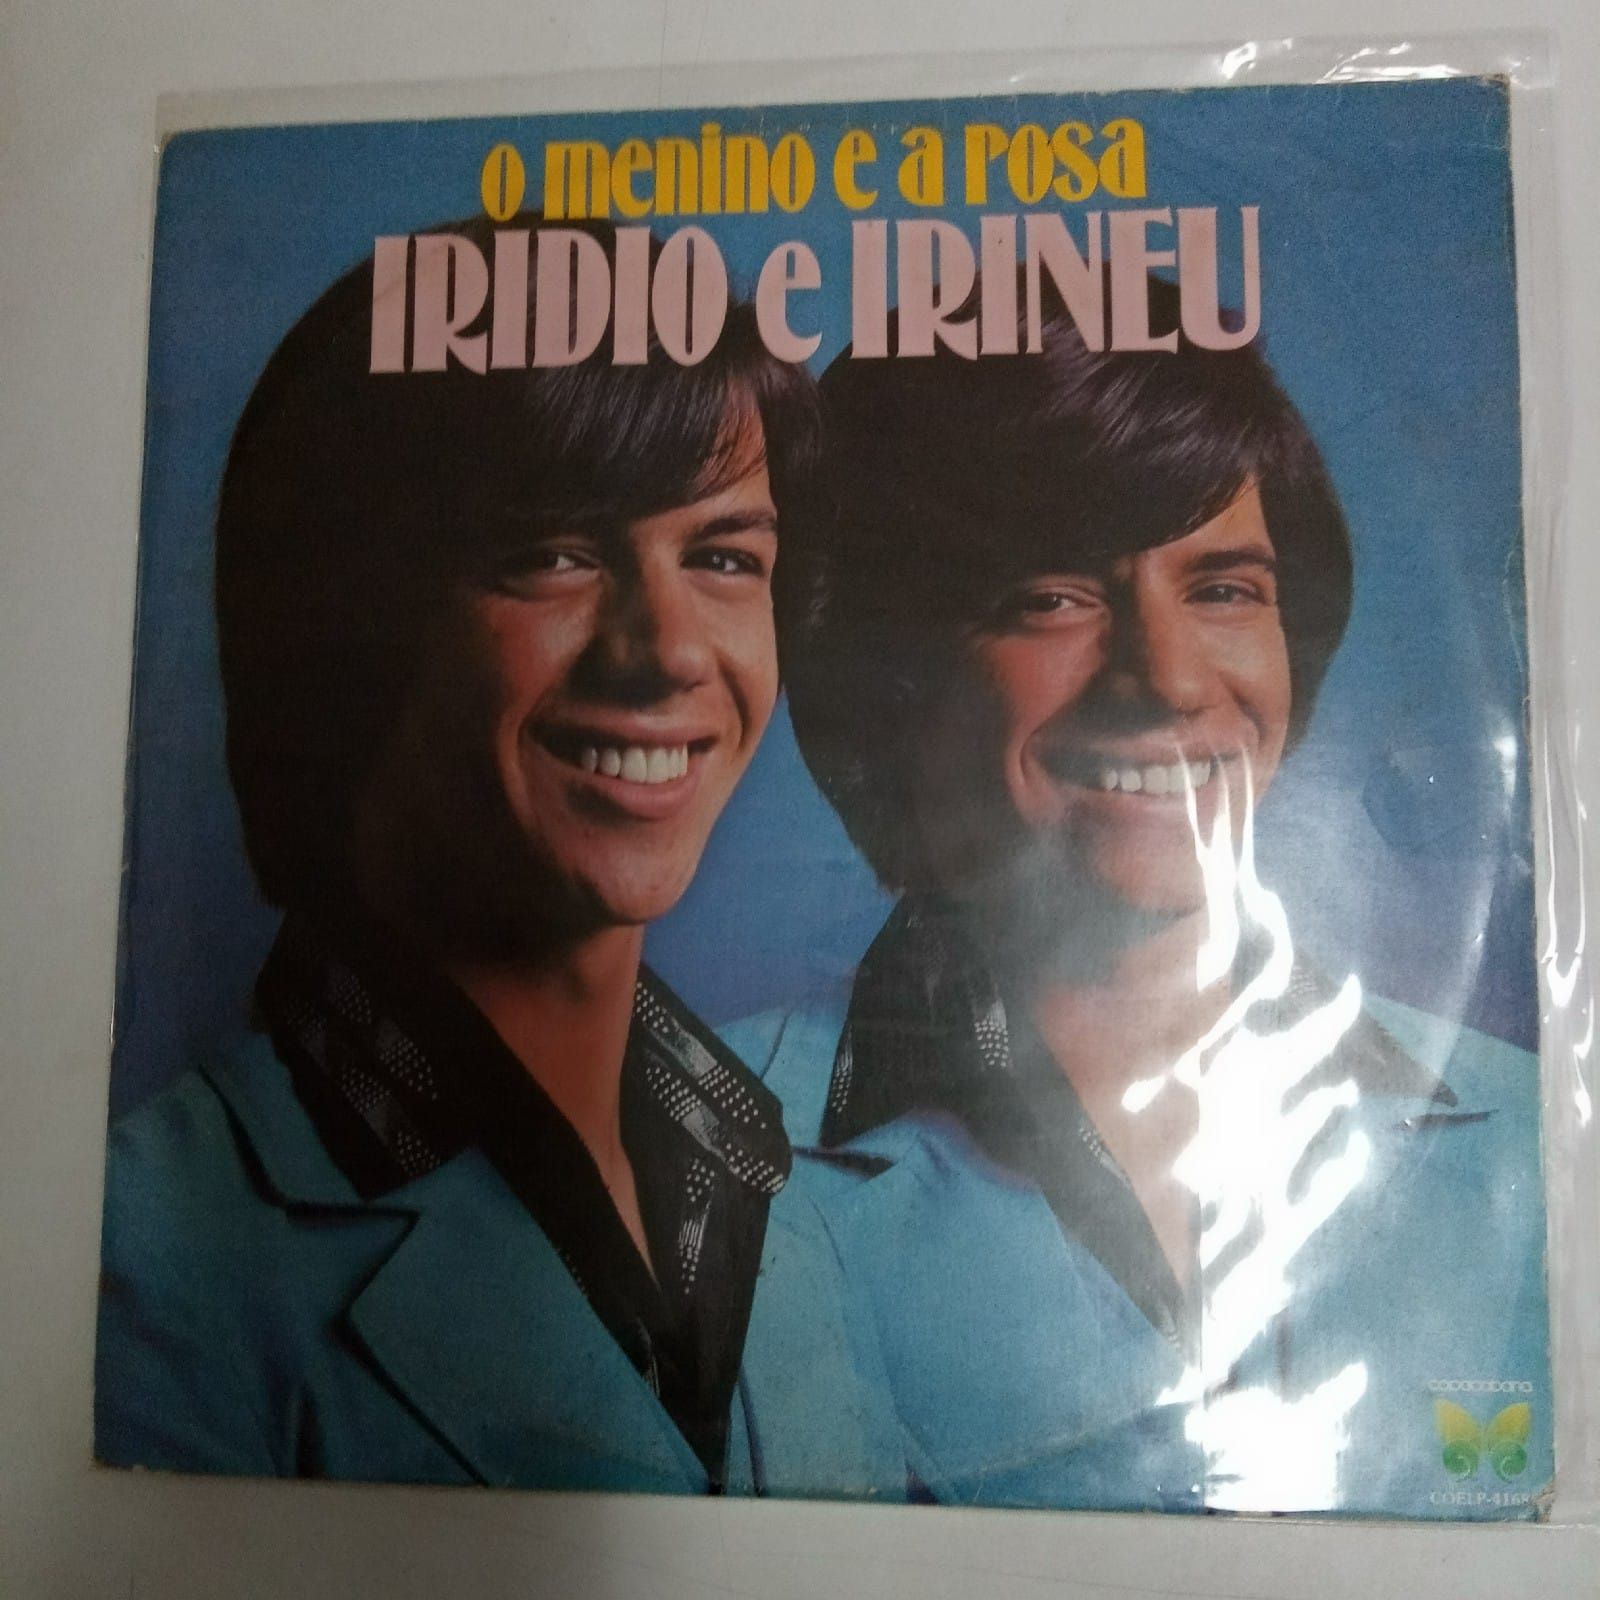 o menino e a rosa
IRIDIO e IRINEU
copacabana